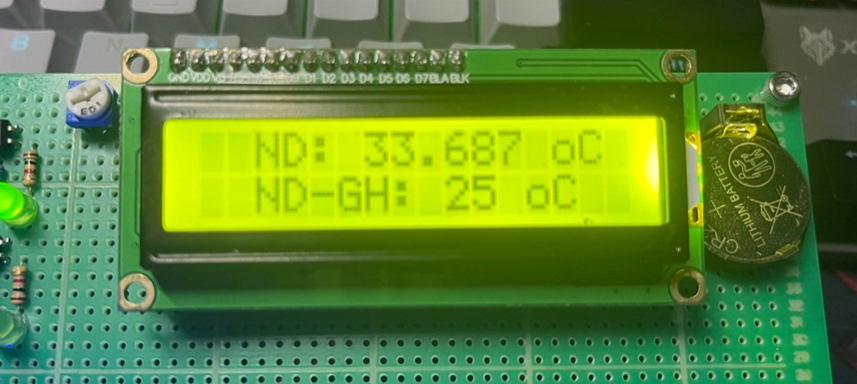 GND VDD D1 D2 D3 D4 D5 D6 D7 BLA BLK
ND: 33.687 oC
ND-GH: 25 oC
LITHIUM BATTERY
CR
+
B
N
X